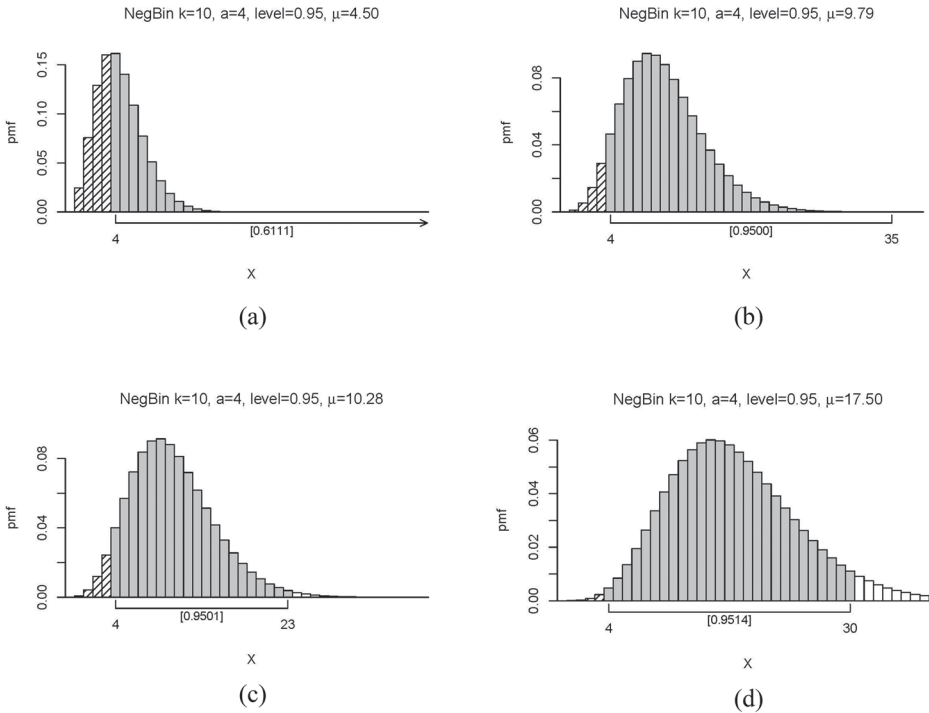 NegBin k=10, a=4, level=0.95, μ=4.50
pmf
0.00 0.05 0.10 0.15
[0.6111]
4
X
(a)
NegBin k=10, a=4, level=0.95, μ=9.79
pmf
0.00 0.04 0.08
[0.9500]
4 35
X
(b)
NegBin k=10, a=4, level=0.95, μ=10.28
pmf
0.00 0.04 0.08
[0.9501]
4 23
X
(c)
NegBin k=10, a=4, level=0.95, μ=17.50
pmf
0.00 0.02 0.04 0.06
[0.9514]
4 30
X
(d)